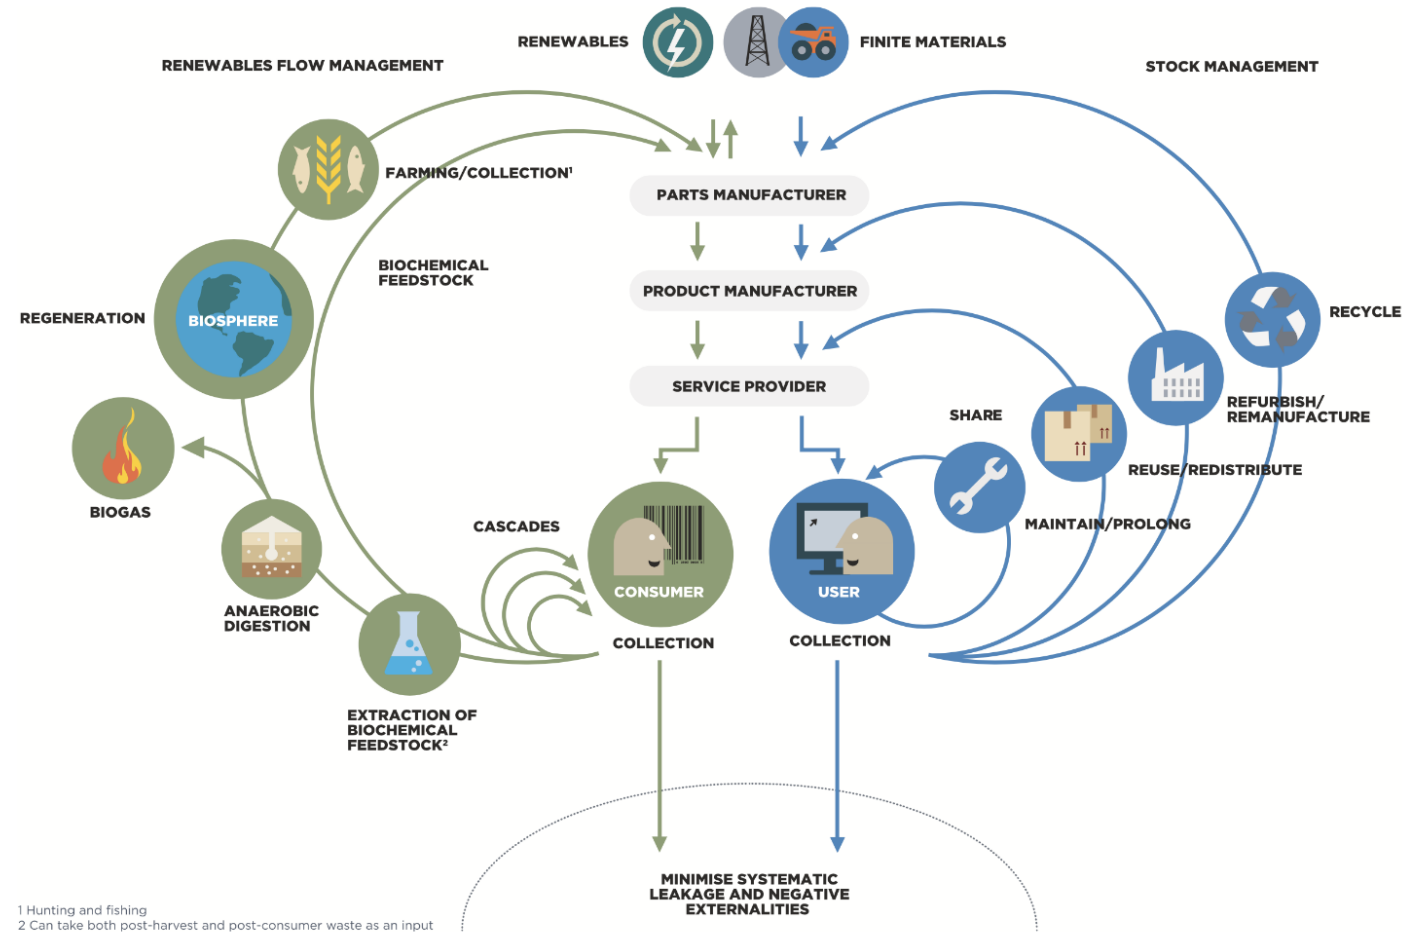 RENEWABLES
FINITE MATERIALS
RENEWABLES FLOW MANAGEMENT
STOCK MANAGEMENT
FARMING/COLLECTION¹
PARTS MANUFACTURER
BIOCHEMICAL
FEEDSTOCK
PRODUCT MANUFACTURER
REGENERATION
BIOSPHERE
RECYCLE
SERVICE PROVIDER
SHARE
REFURBISH/
REMANUFACTURE
REUSE/REDISTRIBUTE
BIOGAS
CASCADES
MAINTAIN/PROLONG
CONSUMER
USER
ANAEROBIC
DIGESTION
COLLECTION
COLLECTION
EXTRACTION OF
BIOCHEMICAL
FEEDSTOCK²
MINIMISE SYSTEMATIC
LEAKAGE AND NEGATIVE
EXTERNALITIES
1 Hunting and fishing
2 Can take both post-harvest and post-consumer waste as an input